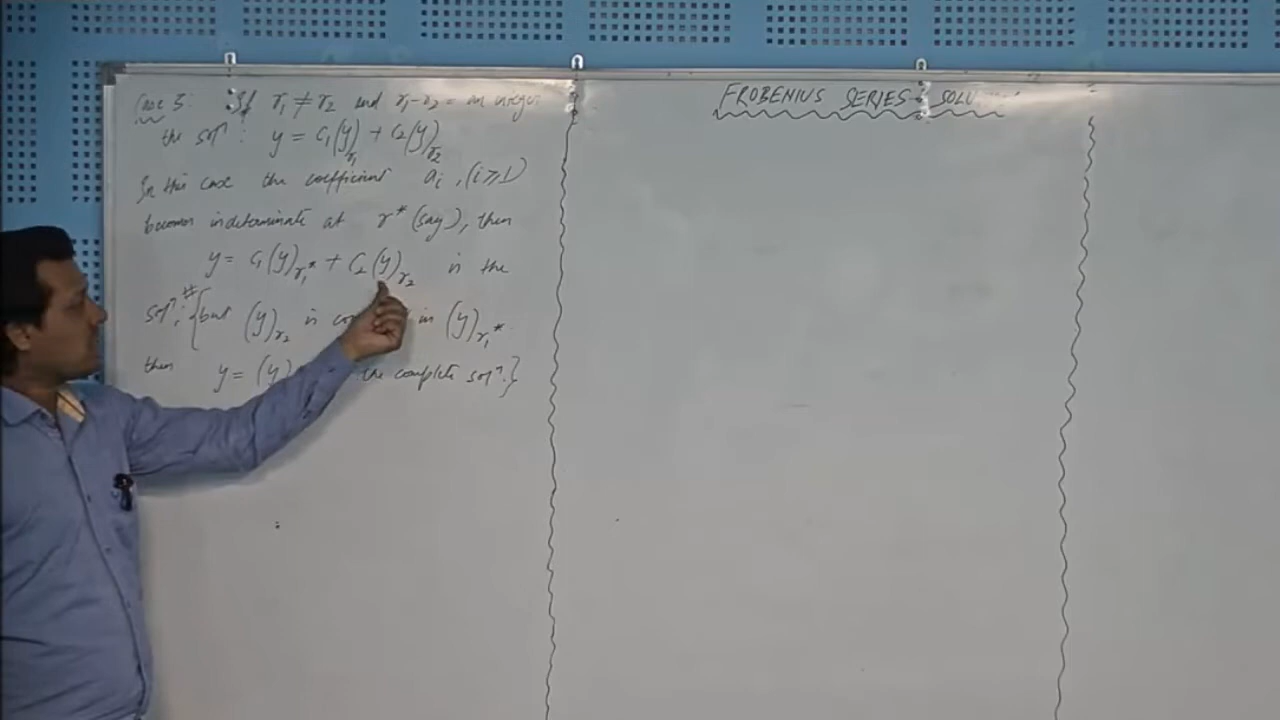 Case 3: If r₁ ≠ r₂ and r₁-r₂ = an integer
the solⁿ: y = C₁(y)r₁ + C₂(y)r₂
In this case the coefficient aᵢ, (i≥1)
becomes indeterminate at r* (say), then
y = C₁(y)r₁* + C₂(y)r₂ is the
solⁿ; #{but (y)r₂ is in (y)r₁*
then y = (y) the complete solⁿ.}
FROBENIUS SERIES SOLU